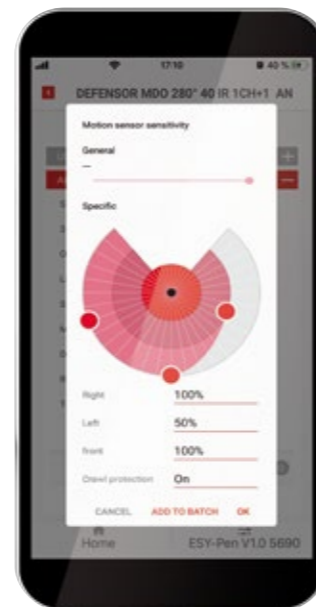 17:10 40 %
DEFENSOR MDO 280° 40 IR 1CH+1 AN
Motion sensor sensitivity
General
Specific
Right 100%
Left 50%
front 100%
Crawl protection On
CANCEL ADD TO BATCH OK
Home ESY-Pen V1.0 5690